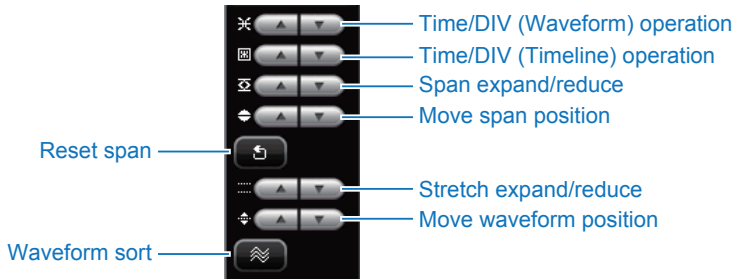 Time/DIV (Waveform) operation
Time/DIV (Timeline) operation
Span expand/reduce
Move span position
Reset span
Stretch expand/reduce
Move waveform position
Waveform sort